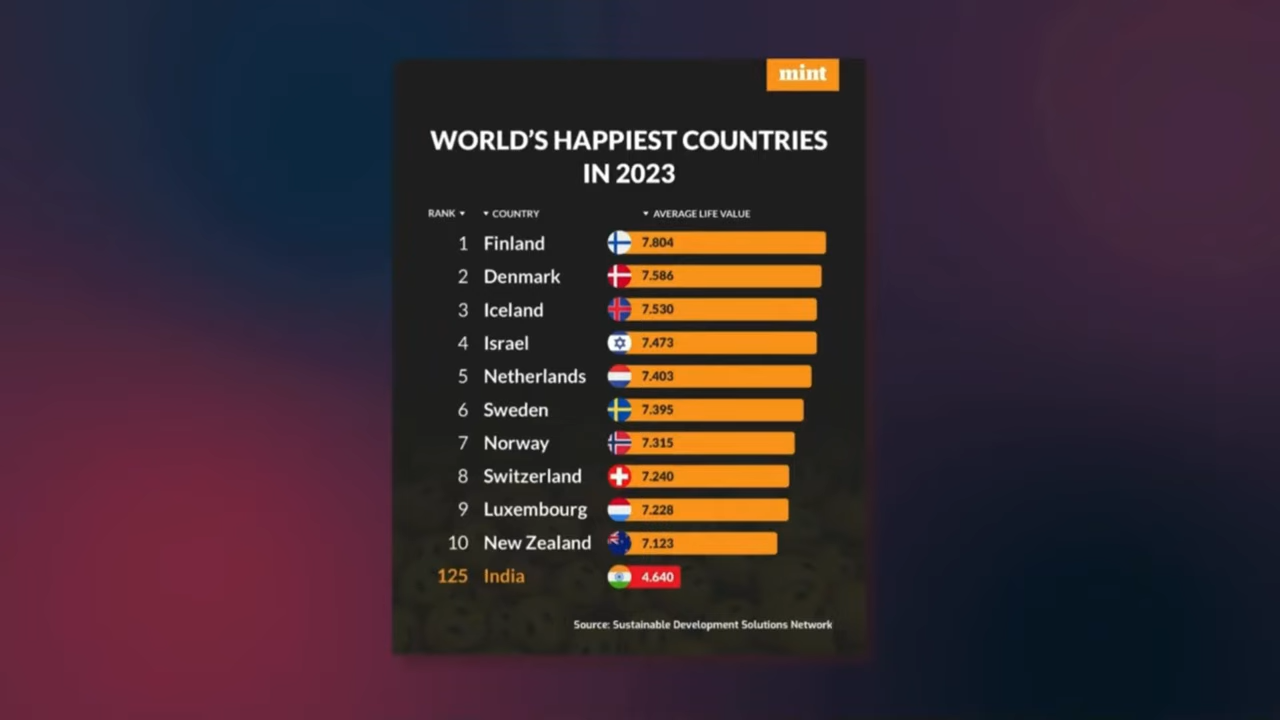 mint
WORLD'S HAPPIEST COUNTRIES
IN 2023
RANK ▾ ▾ COUNTRY ▾ AVERAGE LIFE VALUE
1 Finland 7.804
2 Denmark 7.586
3 Iceland 7.530
4 Israel 7.473
5 Netherlands 7.403
6 Sweden 7.395
7 Norway 7.315
8 Switzerland 7.240
9 Luxembourg 7.228
10 New Zealand 7.123
125 India 4.640
Source: Sustainable Development Solutions Network